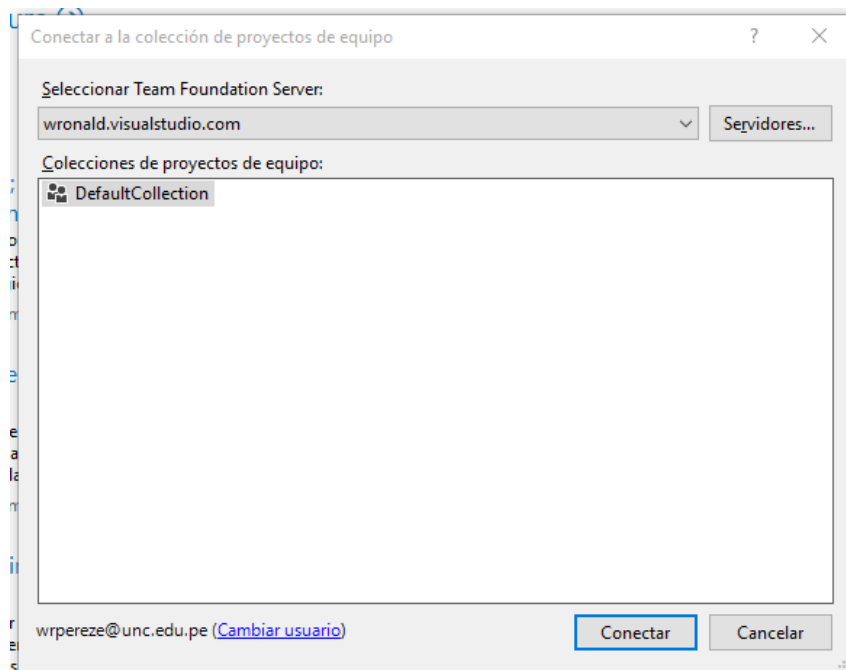 Conectar a la colección de proyectos de equipo
?
Seleccionar Team Foundation Server:
wronald.visualstudio.com
Servidores...
Colecciones de proyectos de equipo:
DefaultCollection
wrpereze@unc.edu.pe (Cambiar usuario)
Conectar
Cancelar